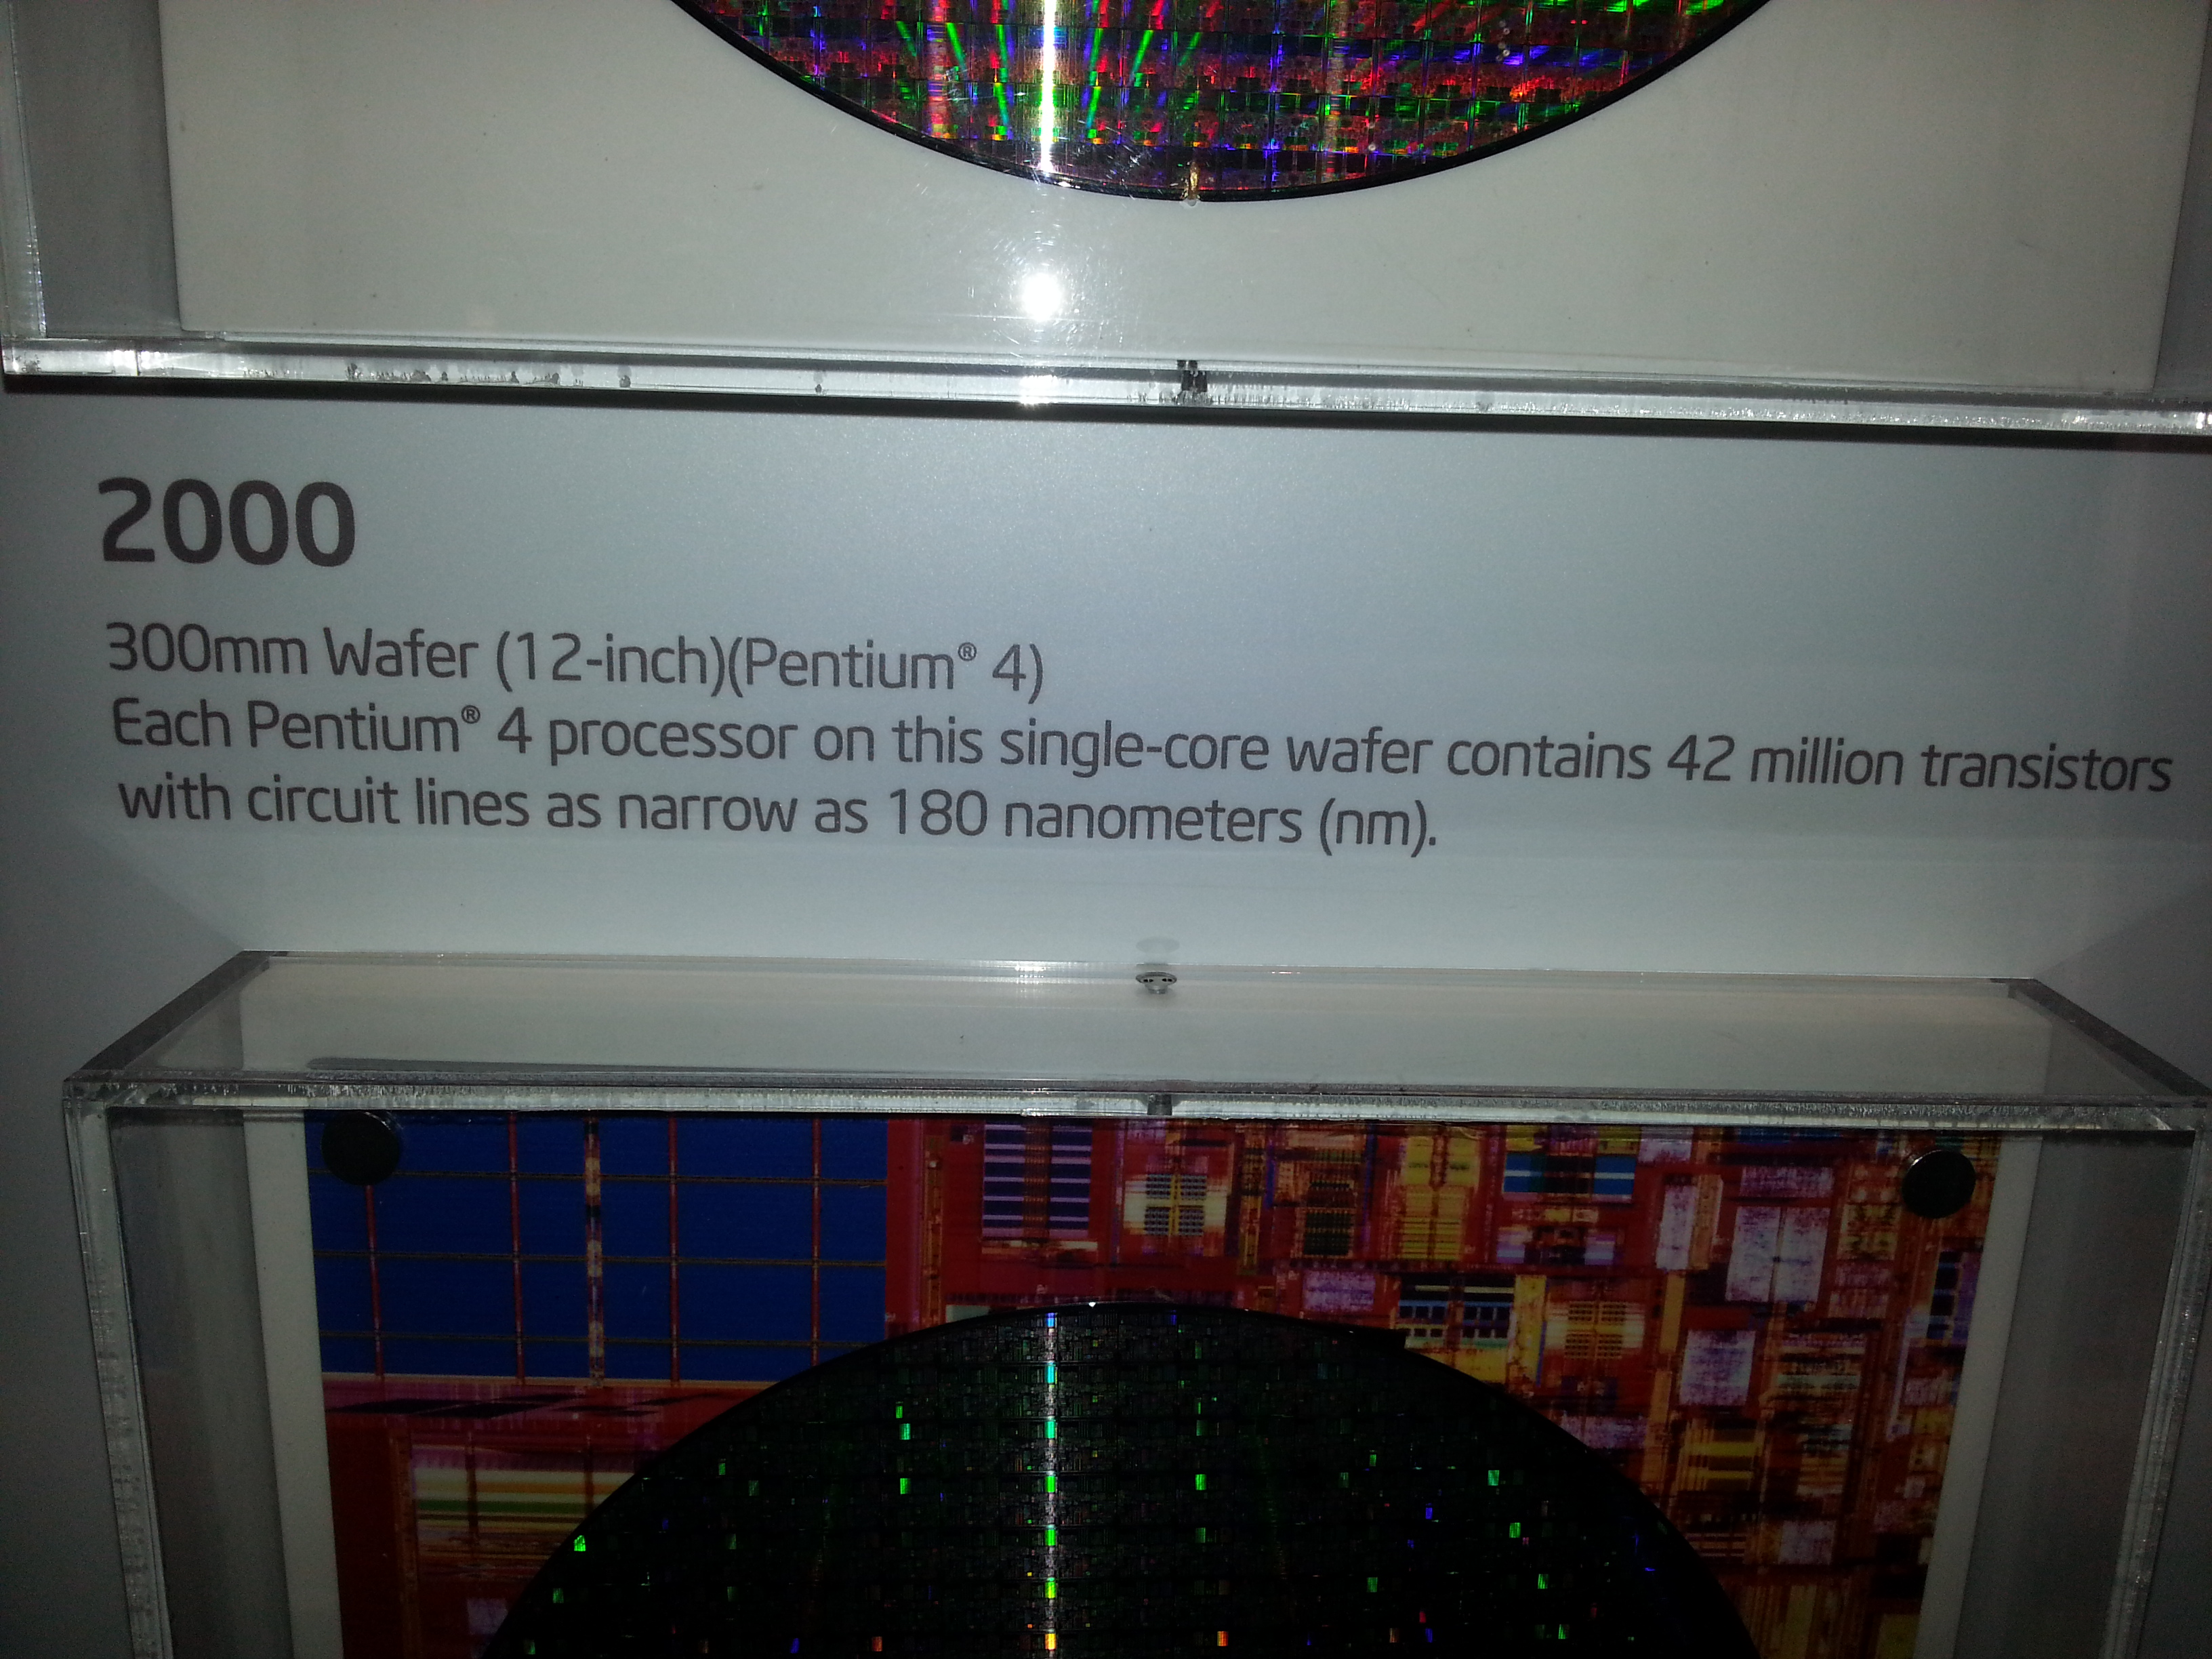 2000
300mm Wafer (12-inch)(Pentium® 4)
Each Pentium® 4 processor on this single-core wafer contains 42 million transistors
with circuit lines as narrow as 180 nanometers (nm).